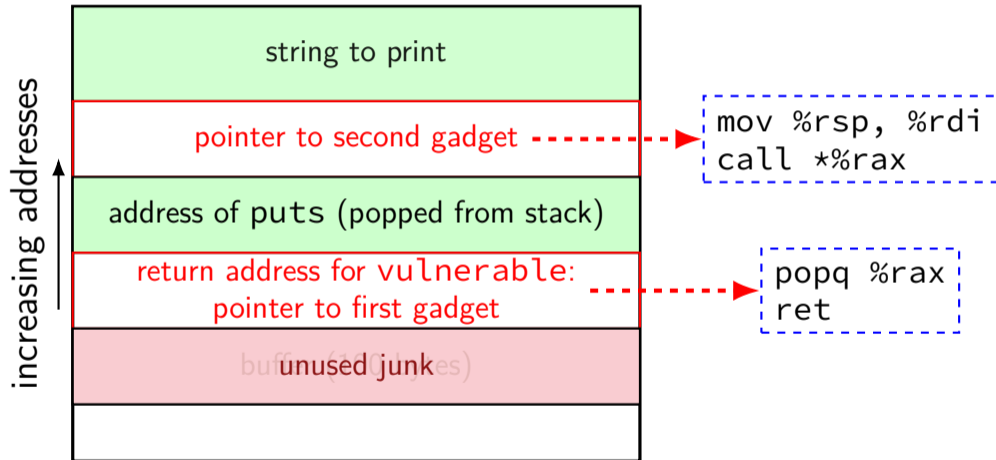 increasing addresses
string to print
pointer to second gadget
mov %rsp, %rdi
call *%rax
address of puts (popped from stack)
return address for vulnerable:
pointer to first gadget
popq %rax
ret
unused junk